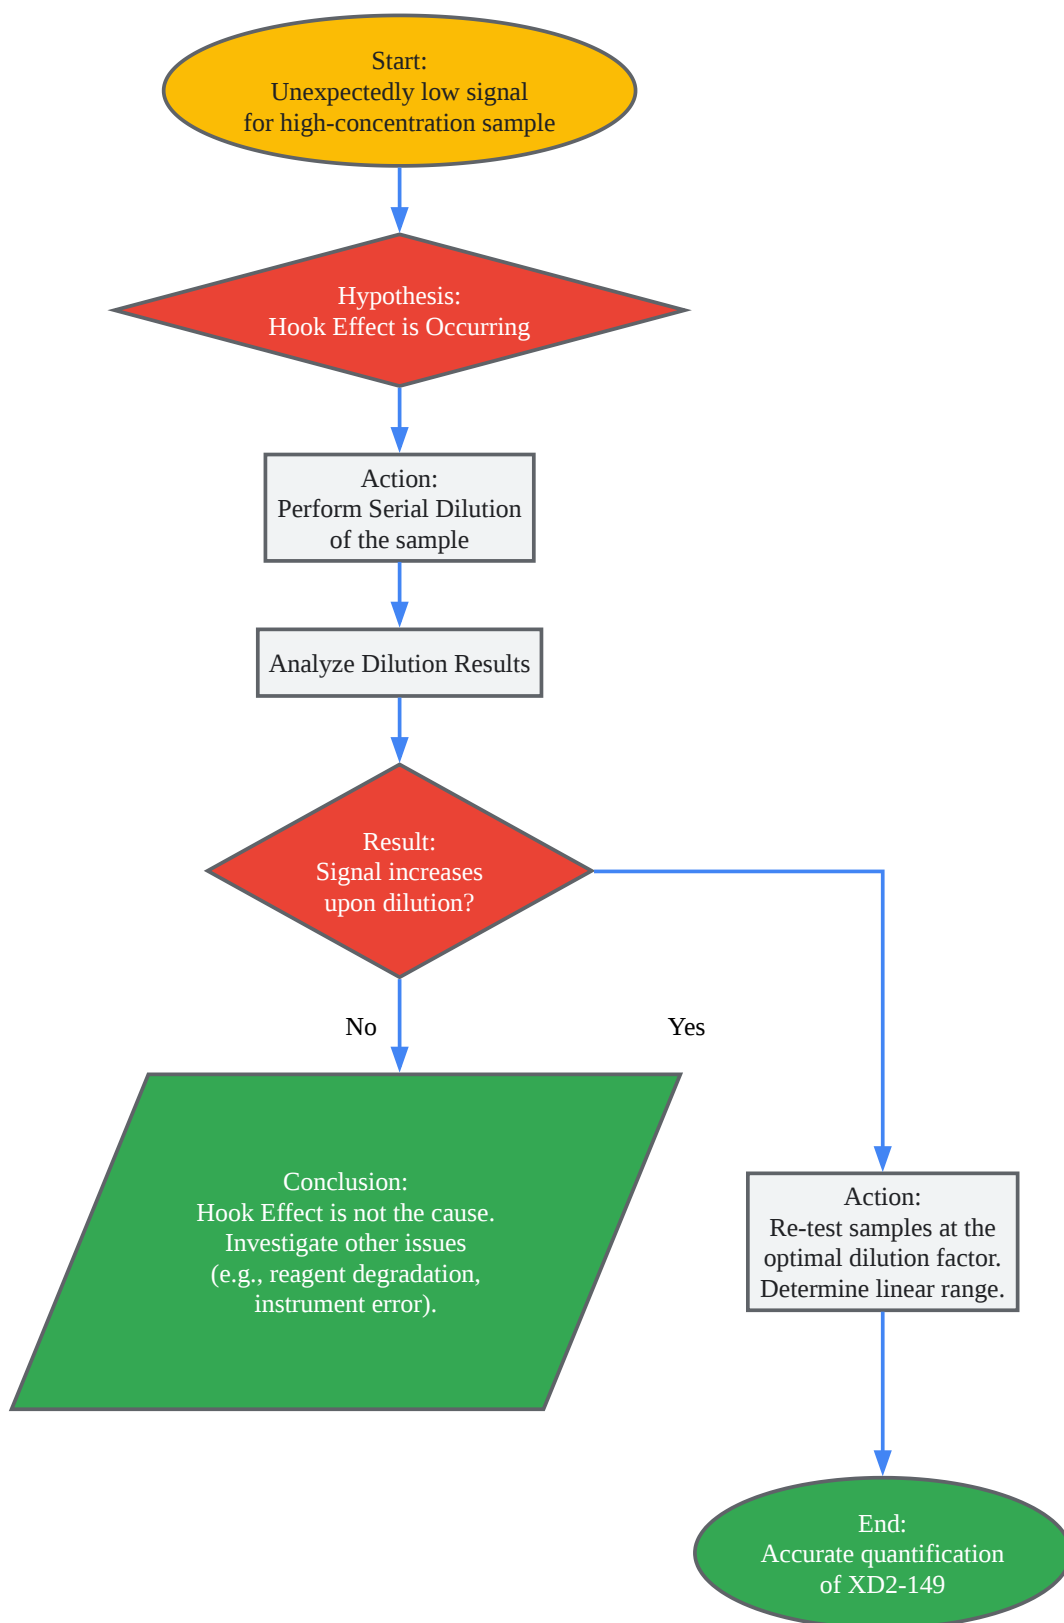 Start:
Unexpectedly low signal
for high-concentration sample
Hypothesis:
Hook Effect is Occurring
Action:
Perform Serial Dilution
of the sample
Analyze Dilution Results
Result:
Signal increases
upon dilution?
No
Yes
Conclusion:
Hook Effect is not the cause.
Investigate other issues
(e.g., reagent degradation,
instrument error).
Action:
Re-test samples at the
optimal dilution factor.
Determine linear range.
End:
Accurate quantification
of XD2-149